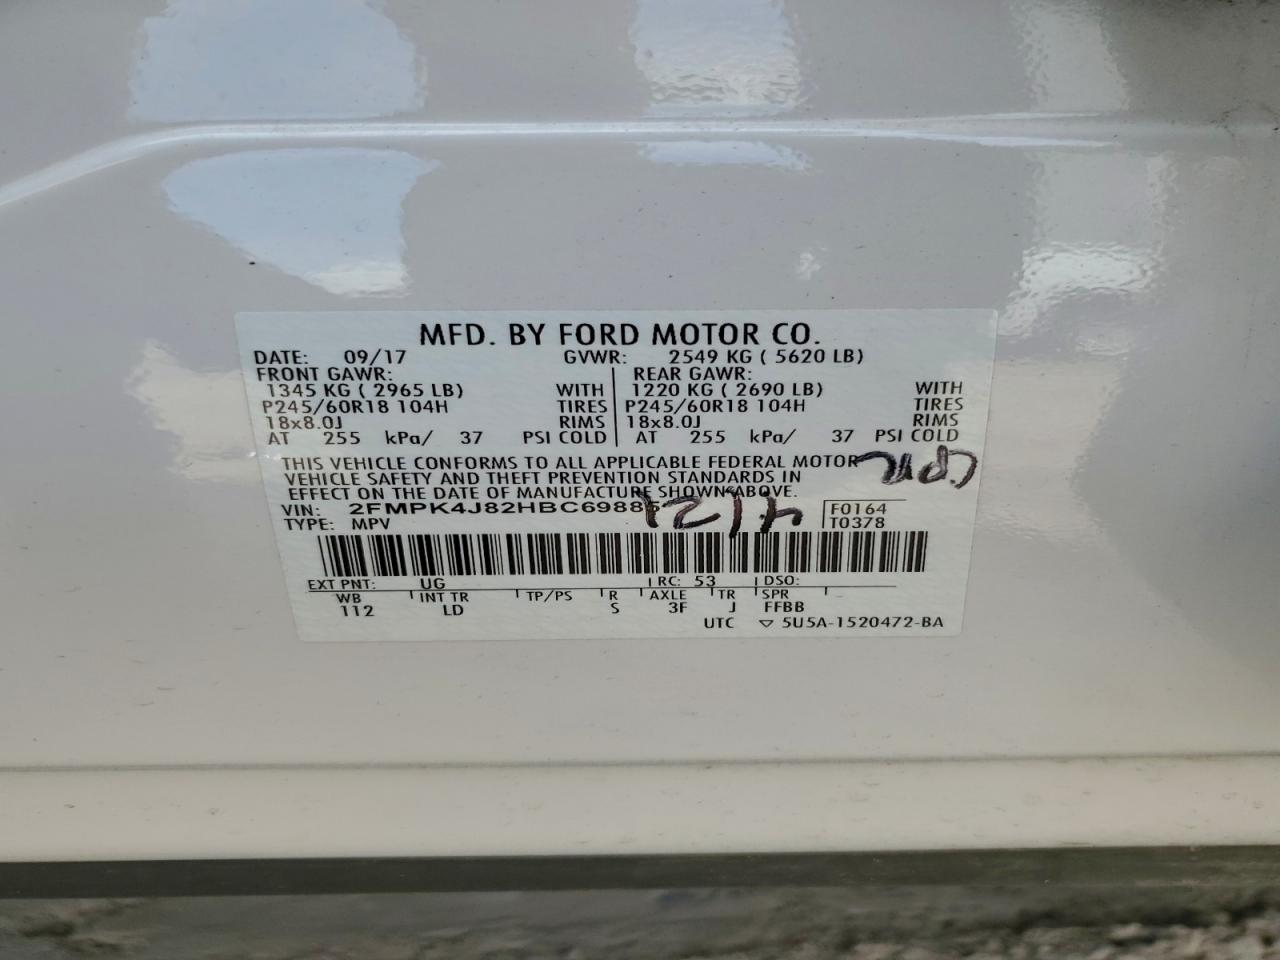 MFD. BY FORD MOTOR CO.
DATE: 09/17 GVWR: 2549 KG ( 5620 LB)
FRONT GAWR: REAR GAWR:
1345 KG ( 2965 LB) WITH 1220 KG ( 2690 LB) WITH
P245/60R18 104H TIRES P245/60R18 104H TIRES
18x8.0J RIMS 18x8.0J RIMS
AT 255 kPa/ 37 PSI COLD AT 255 kPa/ 37 PSI COLD
THIS VEHICLE CONFORMS TO ALL APPLICABLE FEDERAL MOTOR
VEHICLE SAFETY AND THEFT PREVENTION STANDARDS IN
EFFECT ON THE DATE OF MANUFACTURE SHOWN ABOVE.
VIN: 2FMPK4J82HBC69885
TYPE: MPV
F0164
T0378
EXT PNT: UG RC: 53 DSO:
WB INT TR TP/PS R AXLE TR SPR
112 LD S 3F J FFBB
UTC ▽ 5U5A-1520472-BA